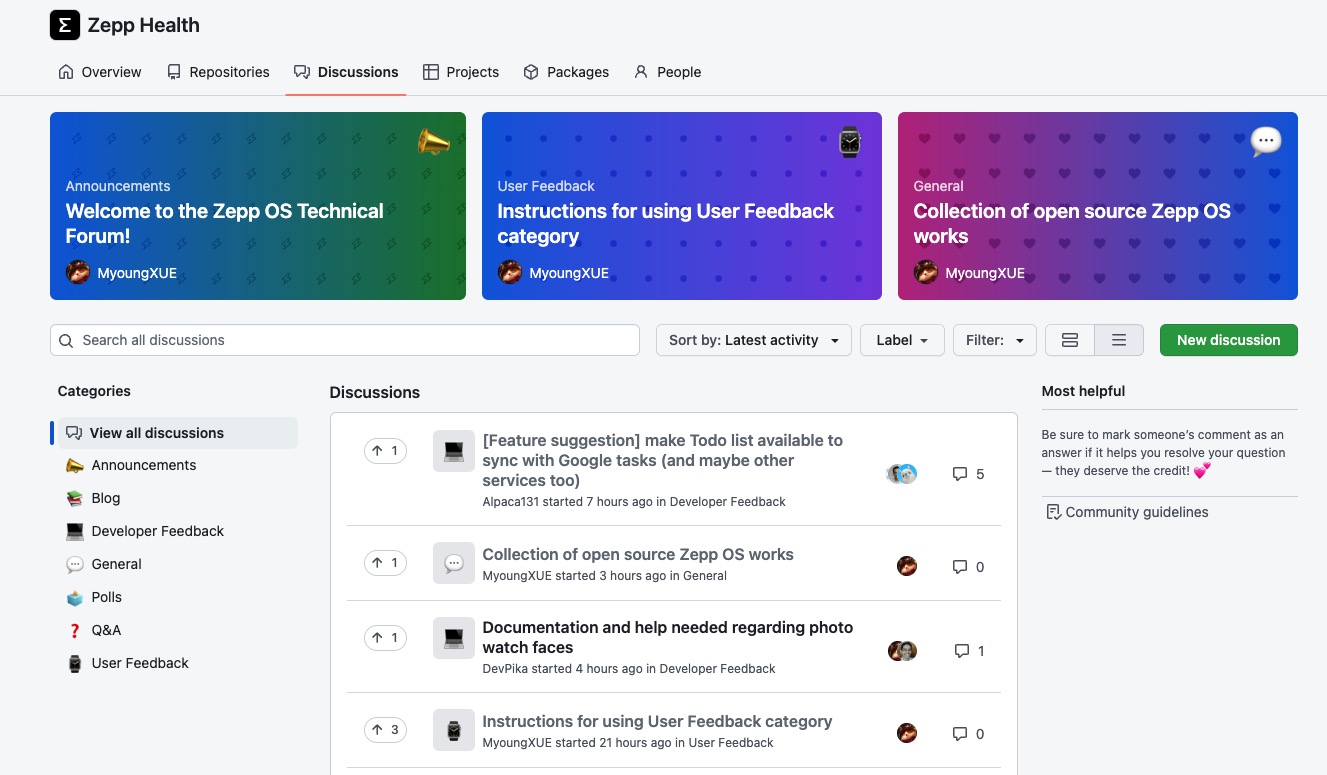 Σ Zepp Health
Overview
Repositories
Discussions
Projects
Packages
People
Announcements
Welcome to the Zepp OS Technical
Forum!
MyoungXUE
User Feedback
Instructions for using User Feedback
category
MyoungXUE
General
Collection of open source Zepp OS
works
MyoungXUE
Search all discussions
Sort by: Latest activity
Label
Filter:
New discussion
Categories
View all discussions
Announcements
Blog
Developer Feedback
General
Polls
Q&A
User Feedback
Discussions
1
[Feature suggestion] make Todo list available to
sync with Google tasks (and maybe other
services too)
Alpaca131 started 7 hours ago in Developer Feedback
5
1
Collection of open source Zepp OS works
MyoungXUE started 3 hours ago in General
0
1
Documentation and help needed regarding photo
watch faces
DevPika started 4 hours ago in Developer Feedback
1
3
Instructions for using User Feedback category
MyoungXUE started 21 hours ago in User Feedback
0
Most helpful
Be sure to mark someone’s comment as an
answer if it helps you resolve your question
— they deserve the credit! 💕
Community guidelines